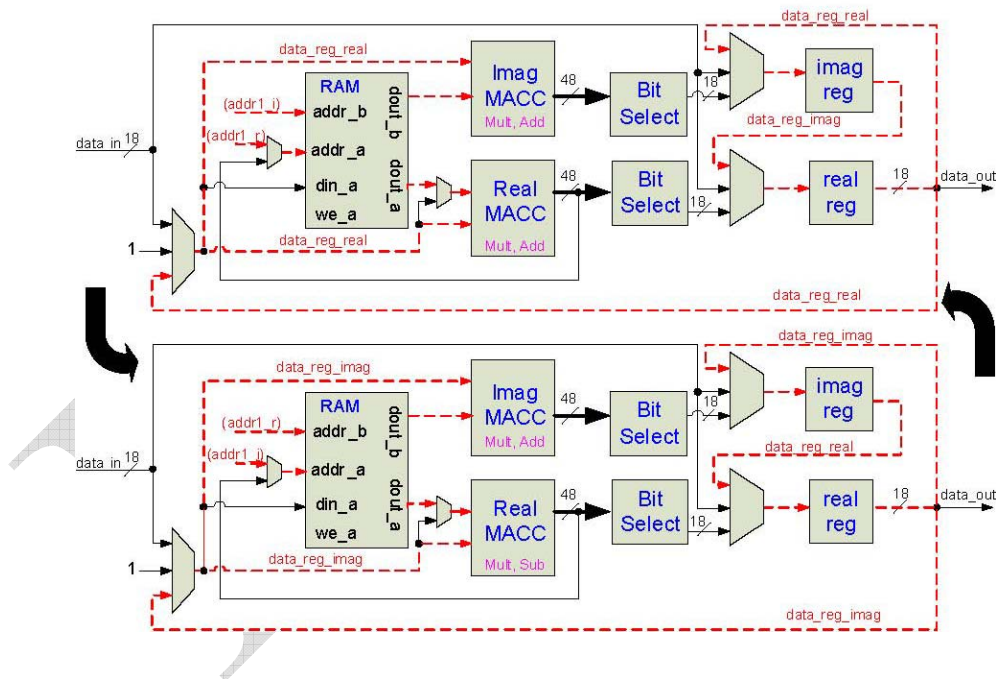 data_reg_real
data_reg_real
RAM
(addr1_i)
addr_b
dout_b
(addr1_r)
addr_a
dout_a
din_a
we_a
data_in
18
1
data_reg_real
Imag
MACC
Mult, Add
48
Bit
Select
18
imag
reg
data_reg_imag
Real
MACC
Mult, Add
48
Bit
Select
18
real
reg
18
data_out
data_reg_real
data_reg_imag
data_reg_imag
RAM
(addr1_r)
addr_b
dout_b
(addr1_i)
addr_a
dout_a
din_a
we_a
data_in
18
1
data_reg_imag
Imag
MACC
Mult, Add
48
Bit
Select
18
imag
reg
data_reg_real
Real
MACC
Mult, Sub
48
Bit
Select
18
real
reg
18
data_out
data_reg_imag